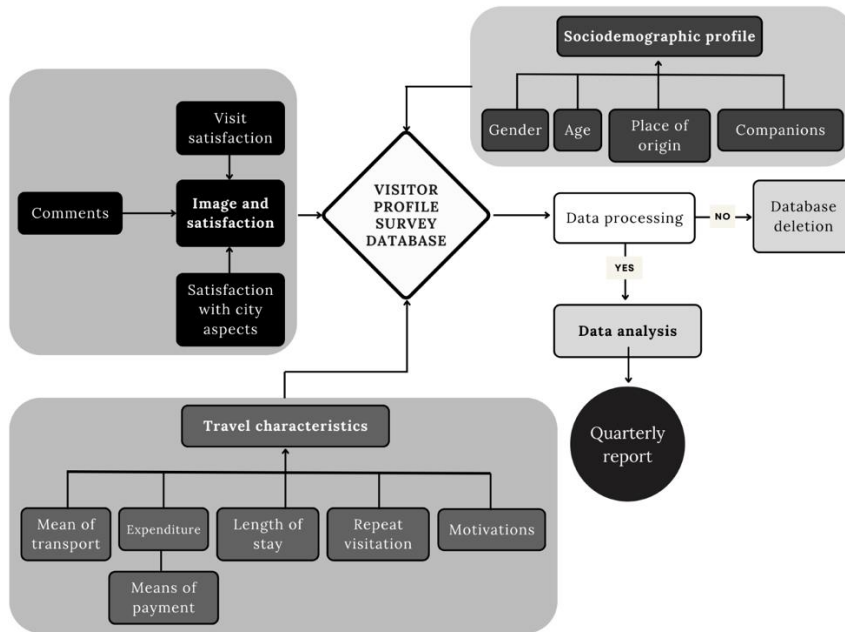 Sociodemographic profile
Gender
Age
Place of
origin
Companions
Visit
satisfaction
Comments
Image and
satisfaction
Satisfaction
with city
aspects
VISITOR
PROFILE
SURVEY
DATABASE
Data processing
NO
Database
deletion
YES
Data analysis
Quarterly
report
Travel characteristics
Mean of
transport
Expenditure
Length of
stay
Repeat
visitation
Motivations
Means of
payment